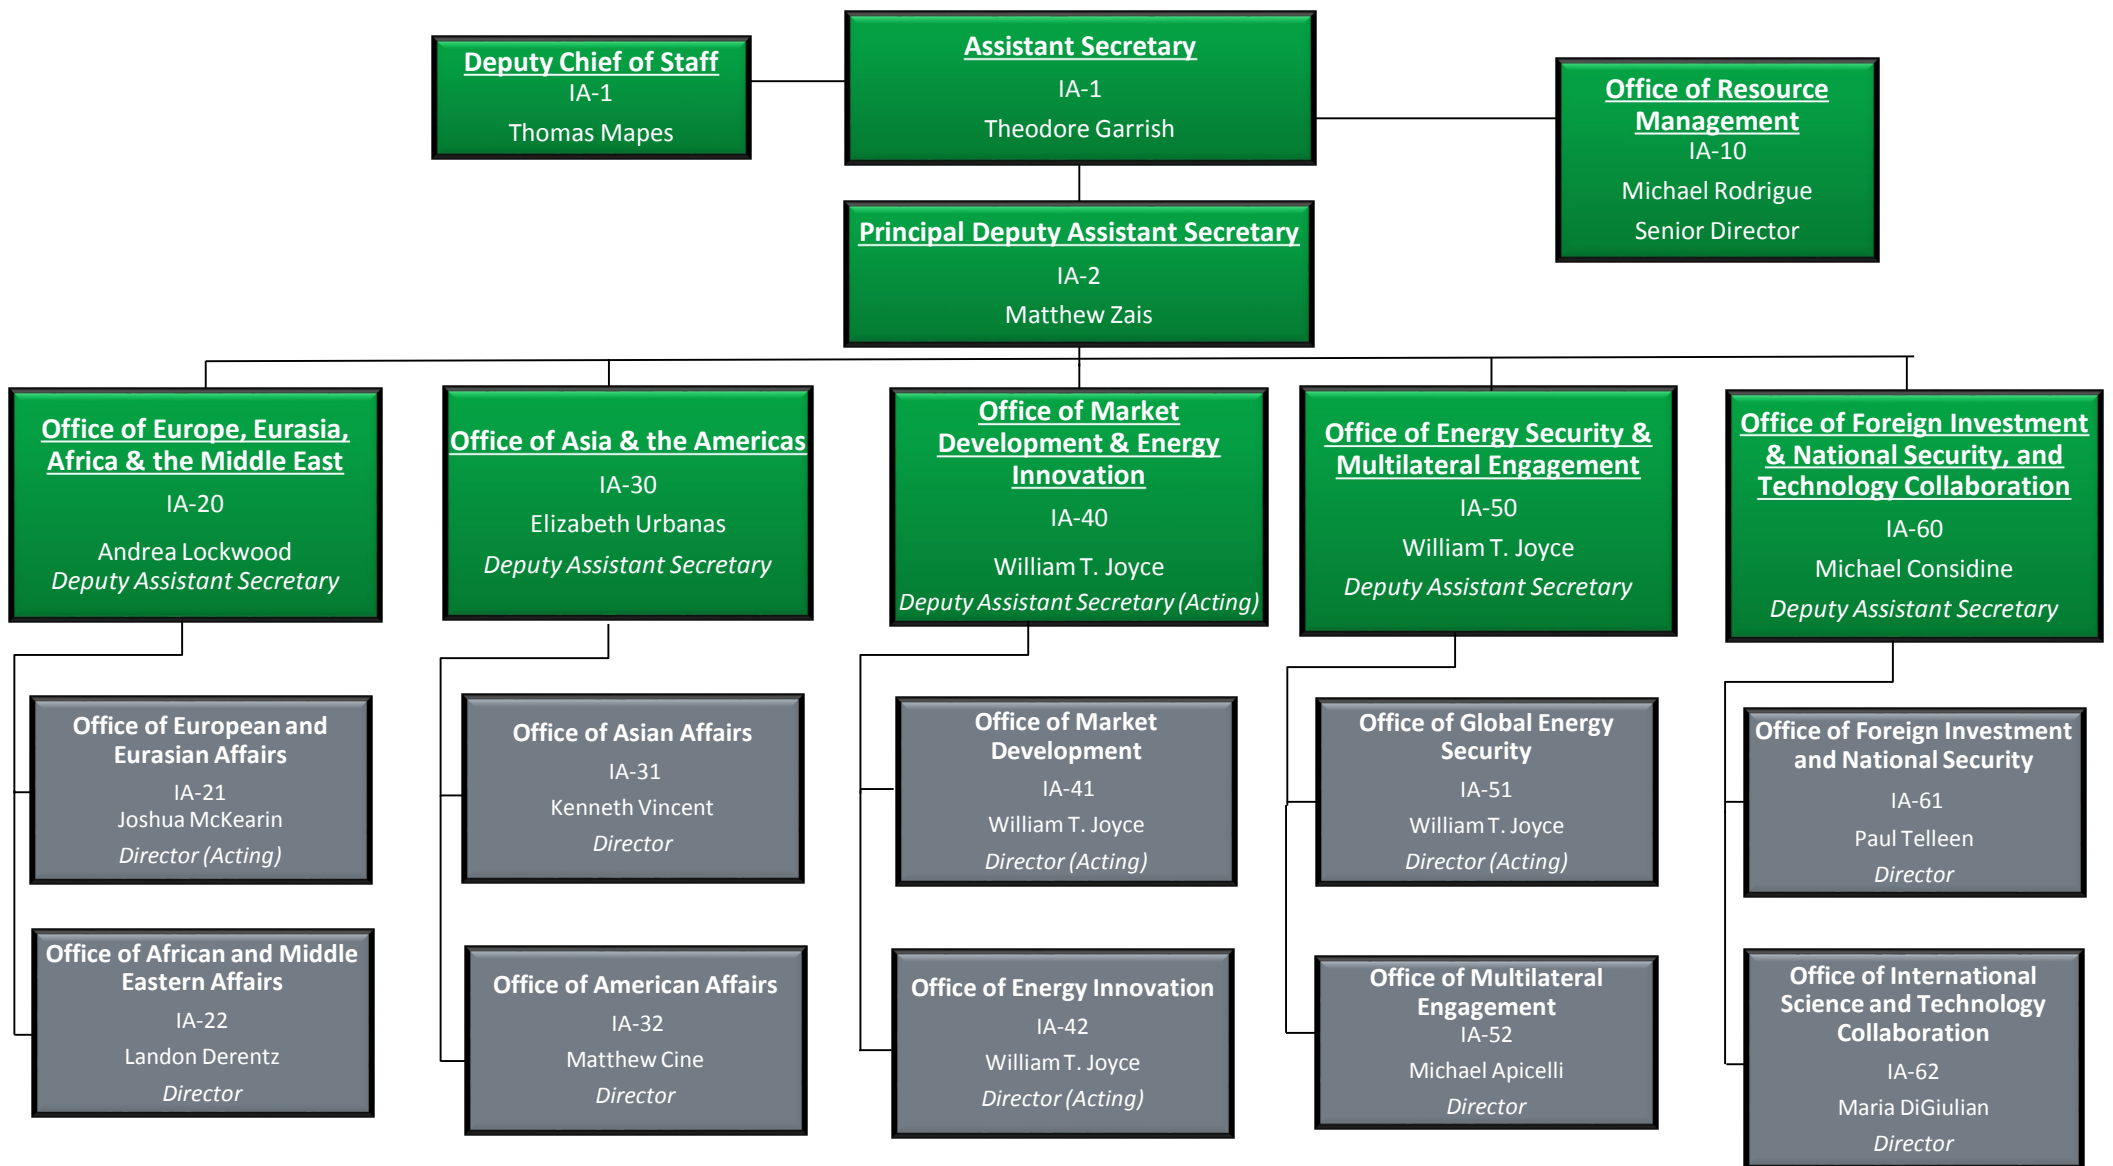 Deputy Chief of Staff
IA-1
Thomas Mapes
Assistant Secretary
IA-1
Theodore Garrish
Office of Resource
Management
IA-10
Michael Rodrigue
Senior Director
Principal Deputy Assistant Secretary
IA-2
Matthew Zais
Office of Europe, Eurasia,
Africa & the Middle East
IA-20
Andrea Lockwood
Deputy Assistant Secretary
Office of Asia & the Americas
IA-30
Elizabeth Urbanas
Deputy Assistant Secretary
Office of Market
Development & Energy
Innovation
IA-40
William T. Joyce
Deputy Assistant Secretary (Acting)
Office of Energy Security &
Multilateral Engagement
IA-50
William T. Joyce
Deputy Assistant Secretary
Office of Foreign Investment
& National Security, and
Technology Collaboration
IA-60
Michael Considine
Deputy Assistant Secretary
Office of European and
Eurasian Affairs
IA-21
Joshua McKearin
Director (Acting)
Office of Asian Affairs
IA-31
Kenneth Vincent
Director
Office of Market
Development
IA-41
William T. Joyce
Director (Acting)
Office of Global Energy
Security
IA-51
William T. Joyce
Director (Acting)
Office of Foreign Investment
and National Security
IA-61
Paul Telleen
Director
Office of African and Middle
Eastern Affairs
IA-22
Landon Derentz
Director
Office of American Affairs
IA-32
Matthew Cine
Director
Office of Energy Innovation
IA-42
William T. Joyce
Director (Acting)
Office of Multilateral
Engagement
IA-52
Michael Apicelli
Director
Office of International
Science and Technology
Collaboration
IA-62
Maria DiGiulian
Director